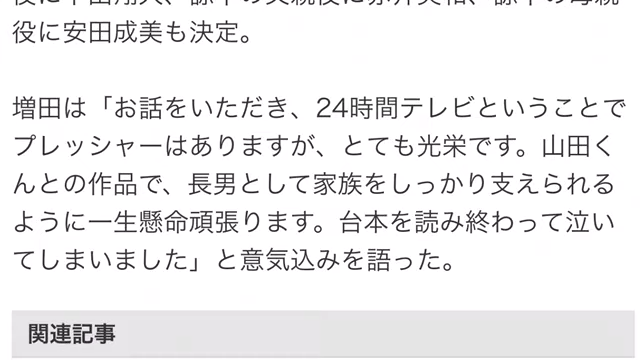 役に安田成美も決定。
増田は「お話をいただき、24時間テレビということで
プレッシャーはありますが、とても光栄です。山田く
んとの作品で、長男として家族をしっかり支えられる
ように一生懸命頑張ります。台本を読み終わって泣い
てしまいました」と意気込みを語った。
関連記事